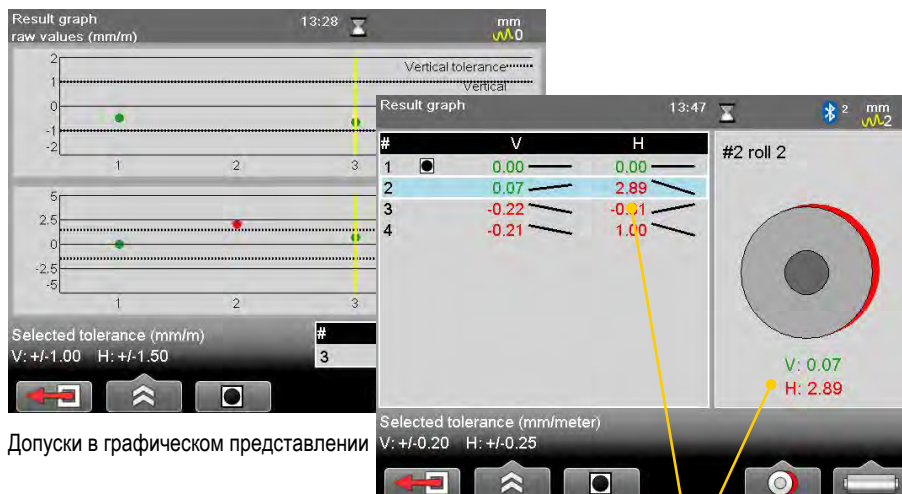 Result graph
13:28
mm
raw values (mm/m)
0
2
1
0
-1
-2
Vertical tolerance
Vertical
1 2 3
5
2.5
0
-2.5
-5
1 2 3
Selected tolerance (mm/m)
V: +/-1.00 H: +/-1.50
#
3
Допуски в графическом представлении
Result graph
13:47
2
mm
2
# V H
1 0.00 0.00
2 0.07 2.89
3 -0.22
4 -0.21 1.00
#2 roll 2
V: 0.07
H: 2.89
Selected tolerance (mm/meter)
V: +/-0.20 H: +/-0.25